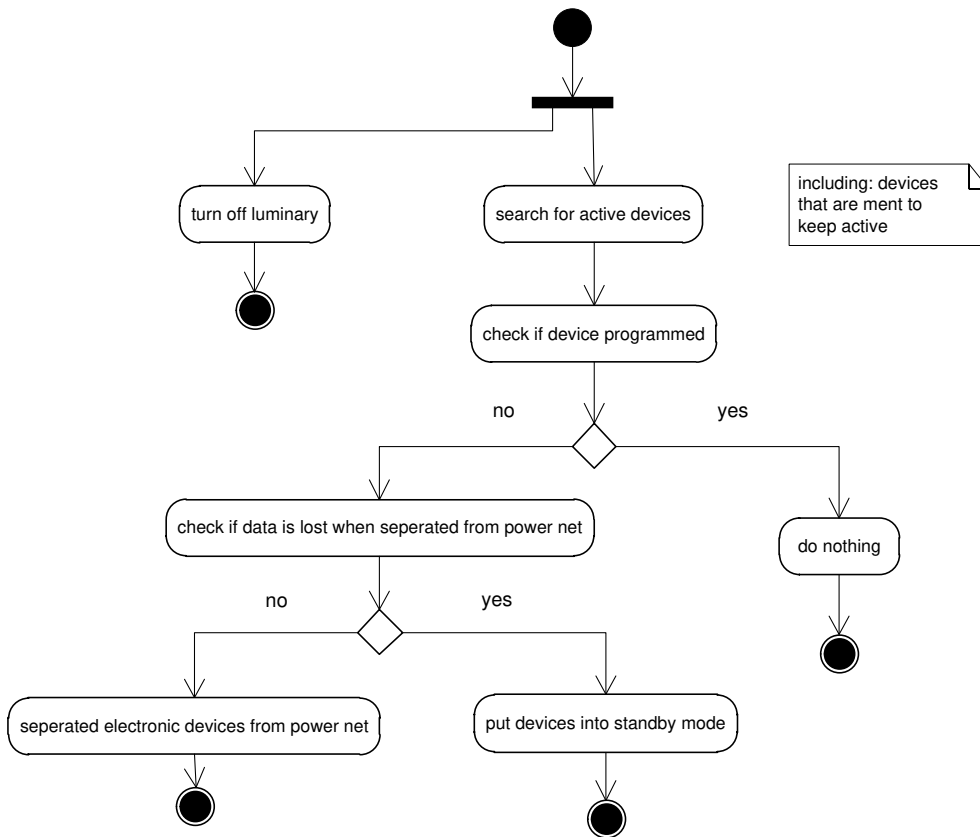 turn off luminary
search for active devices
including: devices
that are ment to
keep active
check if device programmed
no
yes
check if data is lost when seperated from power net
do nothing
no
yes
seperated electronic devices from power net
put devices into standby mode